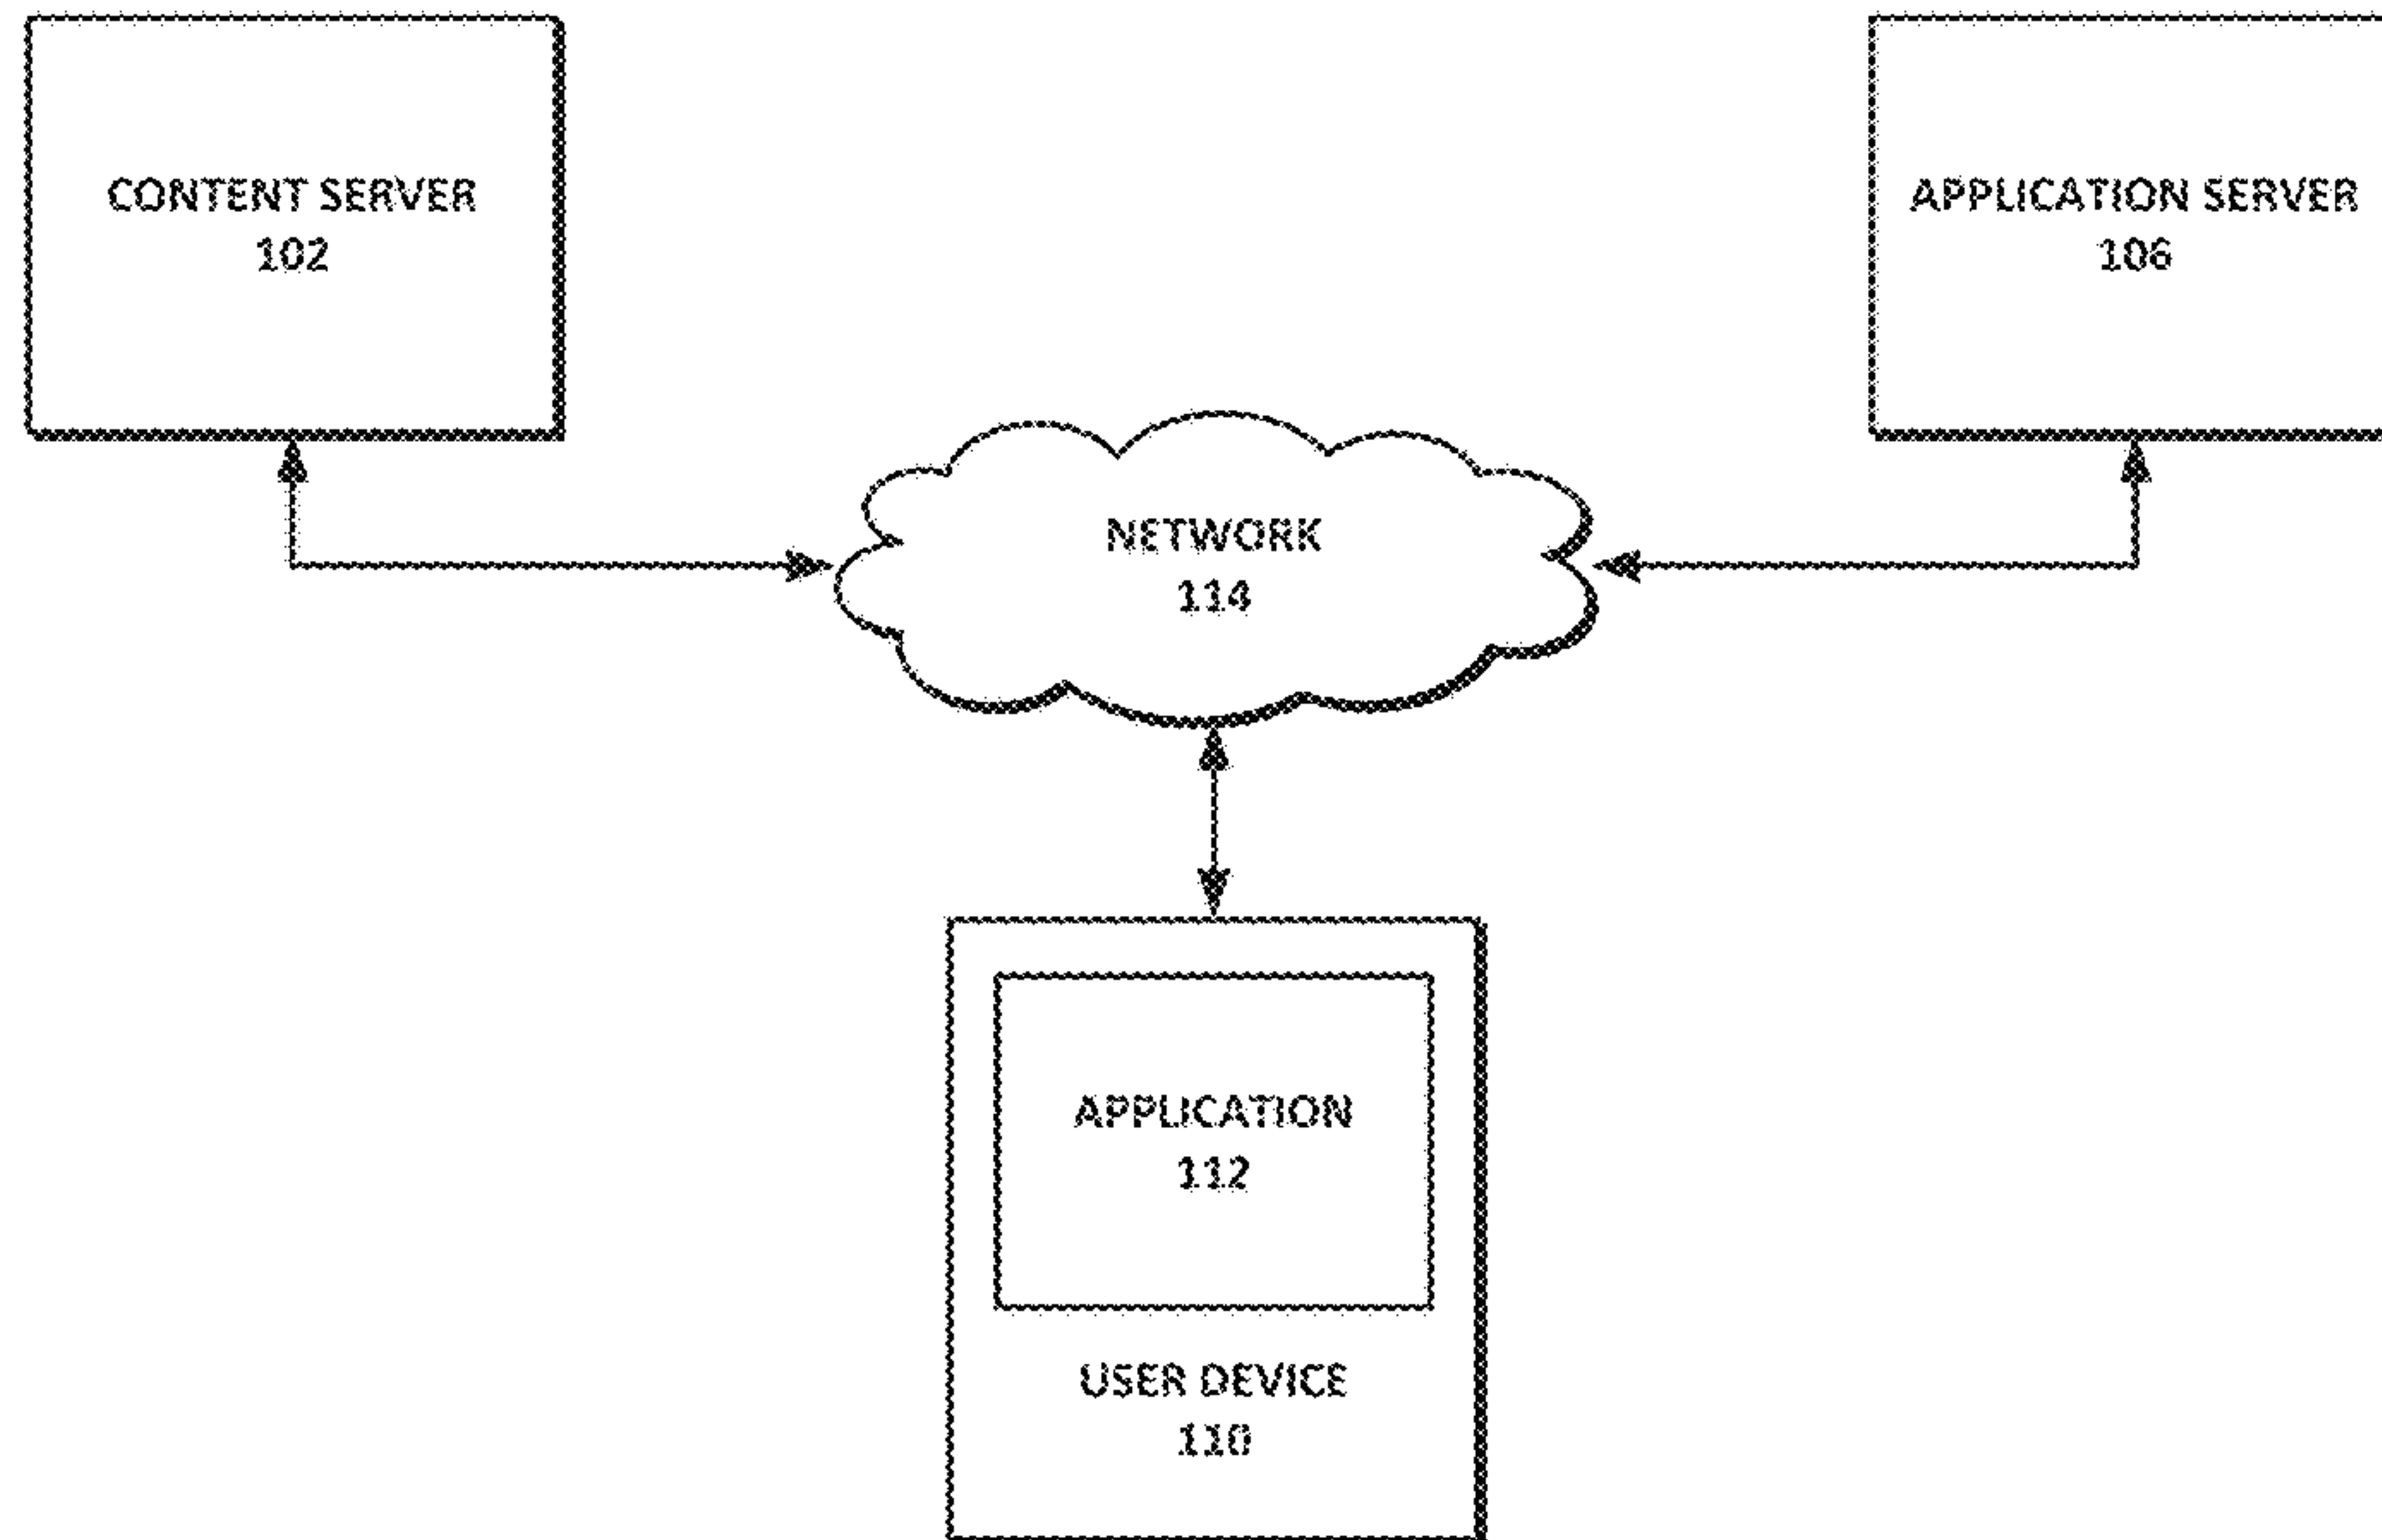 CONTENT SERVER
102
APPLICATION SERVER
106
NETWORK
114
APPLICATION
112
USER DEVICE
110